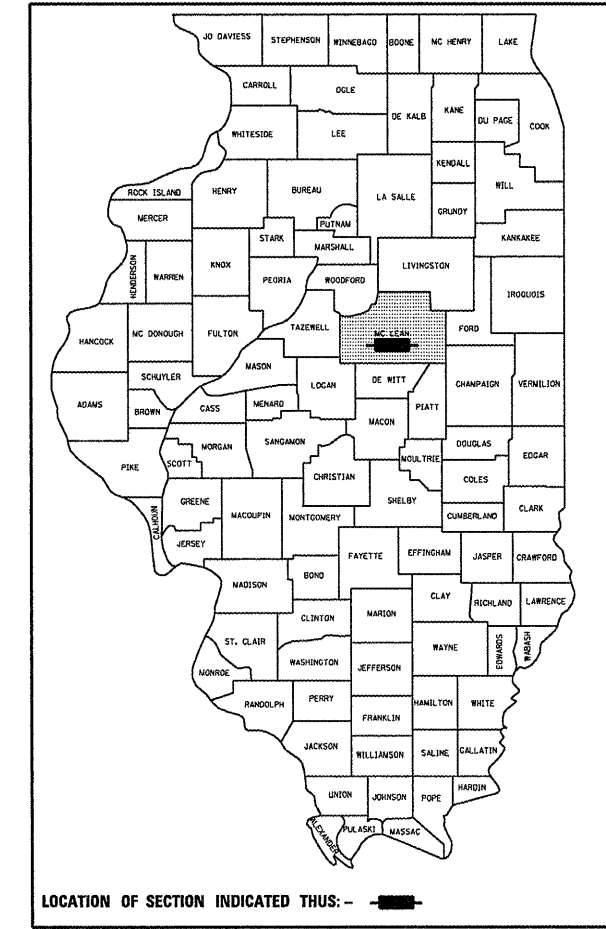 JO DAVIESS STEPHENSON WINNEBAGO BOONE MC HENRY LAKE
CARROLL OGLE DE KALB KANE DU PAGE COOK
WHITESIDE LEE KENDALL WILL
ROCK ISLAND HENRY BUREAU LA SALLE GRUNDY
MERCER PUTNAM KANKAKEE
HENDERSON WARREN KNOX STARK MARSHALL LIVINGSTON
PEORIA WOODFORD IROQUOIS
HANCOCK MC DONOUGH FULTON TAZEWELL MC LEAN FORD
SCHUYLER MASON LOGAN DE WITT CHANPAIGN VERMILION
ADAMS BROWN CASS MENARD MACON PIATT
PIKE SCOTT MORGAN SANGAMON MOULTRIE DOUGLAS EDGAR
CHRISTIAN COLES
CALHOUN GREENE MACOUPIN MONTGOMERY SHELBY CUMBERLAND CLARK
JERSEY FAYETTE EFFINGHAM JASPER CRAWFORD
MADISON BOND
CLAY RICHLAND LAWRENCE
CLINTON MARION
ST. CLAIR WAYNE EDWARDS WABASH
WASHINGTON JEFFERSON
MONROE
RANDOLPH PERRY HAMILTON WHITE
FRANKLIN
JACKSON WILLIAMSON SALINE GALLATIN
UNION JOHNSON POPE HARDIN
ALEXANDER PULASKI MASSAC
LOCATION OF SECTION INDICATED THUS: -